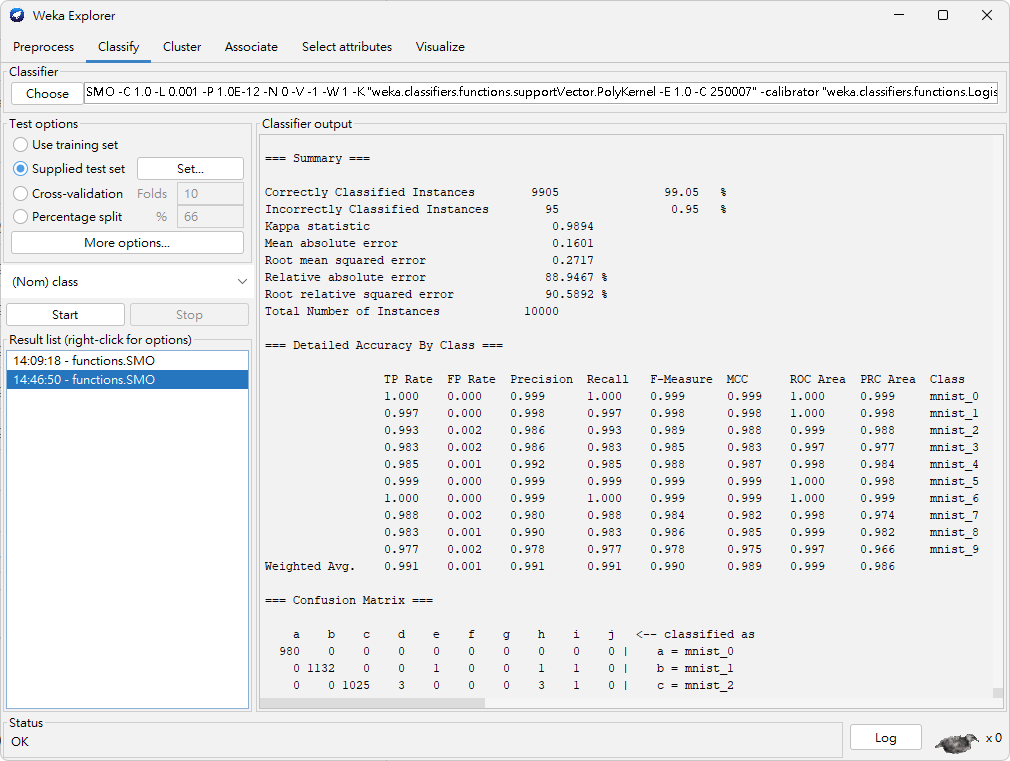 Weka Explorer
Preprocess Classify Cluster Associate Select attributes Visualize
Classifier
Choose SMO -C 1.0 -L 0.001 -P 1.0E-12 -N 0 -V -1 -W 1 -K "weka.classifiers.functions.supportVector.PolyKernel -E 1.0 -C 250007" -calibrator "weka.classifiers.functions.Logis
Test options
Use training set
Supplied test set Set...
Cross-validation Folds 10
Percentage split % 66
More options...
(Nom) class
Start Stop
Result list (right-click for options)
14:09:18 - functions.SMO
14:46:50 - functions.SMO
Classifier output
=== Summary ===
Correctly Classified Instances 9905 99.05 %
Incorrectly Classified Instances 95 0.95 %
Kappa statistic 0.9894
Mean absolute error 0.1601
Root mean squared error 0.2717
Relative absolute error 88.9467 %
Root relative squared error 90.5892 %
Total Number of Instances 10000
=== Detailed Accuracy By Class ===
TP Rate FP Rate Precision Recall F-Measure MCC ROC Area PRC Area Class
1.000 0.000 0.999 1.000 0.999 0.999 1.000 0.999 mnist_0
0.997 0.000 0.998 0.997 0.998 0.998 1.000 0.998 mnist_1
0.993 0.002 0.986 0.993 0.989 0.988 0.999 0.988 mnist_2
0.983 0.002 0.986 0.983 0.985 0.983 0.997 0.977 mnist_3
0.985 0.001 0.992 0.985 0.988 0.987 0.998 0.984 mnist_4
0.999 0.000 0.999 0.999 0.999 0.999 1.000 0.998 mnist_5
1.000 0.000 0.999 1.000 0.999 0.999 1.000 0.999 mnist_6
0.988 0.002 0.980 0.988 0.984 0.982 0.998 0.974 mnist_7
0.983 0.001 0.990 0.983 0.986 0.985 0.999 0.982 mnist_8
0.977 0.002 0.978 0.977 0.978 0.975 0.997 0.966 mnist_9
Weighted Avg. 0.991 0.001 0.991 0.991 0.990 0.989 0.999 0.986
=== Confusion Matrix ===
a b c d e f g h i j <-- classified as
980 0 0 0 0 0 0 0 0 0 | a = mnist_0
0 1132 0 0 1 0 0 1 1 0 | b = mnist_1
0 0 1025 3 0 0 0 3 1 0 | c = mnist_2
Status
OK
Log x 0